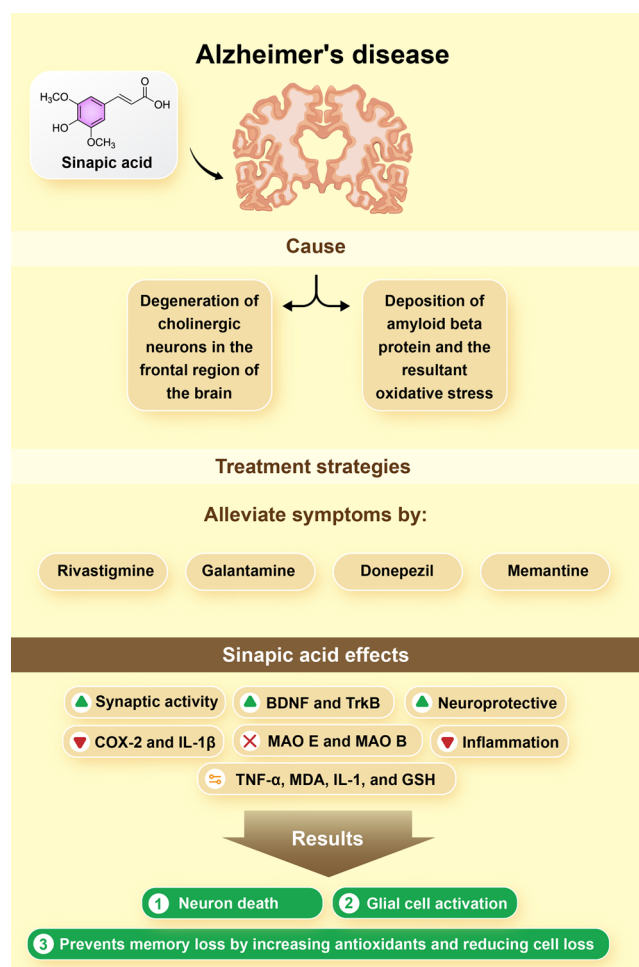 Alzheimer's disease
O
H₃CO
OH
HO
OCH₃
Sinapic acid
Cause
Degeneration of
cholinergic
neurons in the
frontal region of
the brain
Deposition of
amyloid beta
protein and the
resultant
oxidative stress
Treatment strategies
Alleviate symptoms by:
Rivastigmine
Galantamine
Donepezil
Memantine
Sinapic acid effects
Synaptic activity
BDNF and TrkB
Neuroprotective
COX-2 and IL-1β
MAO E and MAO B
Inflammation
TNF-α, MDA, IL-1, and GSH
Results
1 Neuron death
2 Glial cell activation
3 Prevents memory loss by increasing antioxidants and reducing cell loss